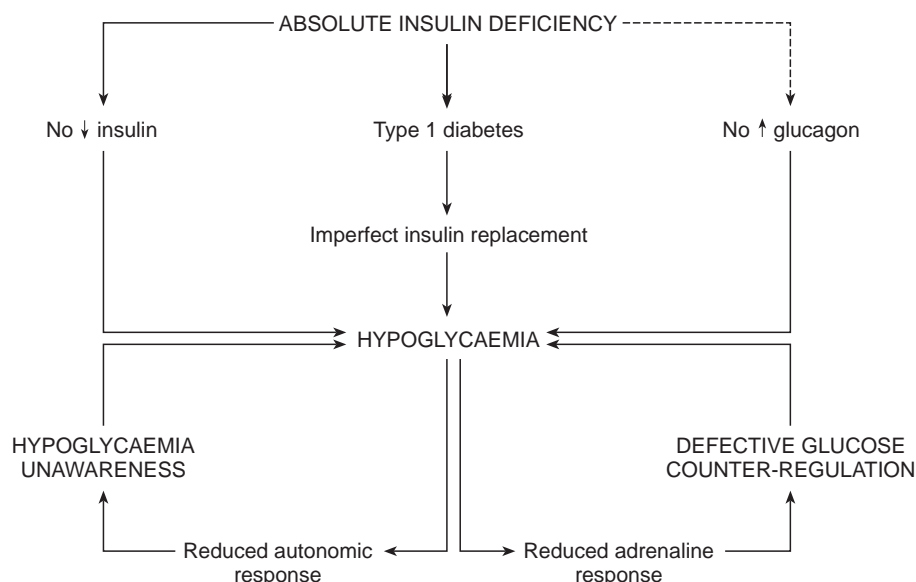 ABSOLUTE INSULIN DEFICIENCY
No ↓ insulin
Type 1 diabetes
No ↑ glucagon
Imperfect insulin replacement
HYPOGLYCAEMIA
HYPOGLYCAEMIA
UNAWARENESS
DEFECTIVE GLUCOSE
COUNTER-REGULATION
Reduced autonomic
response
Reduced adrenaline
response